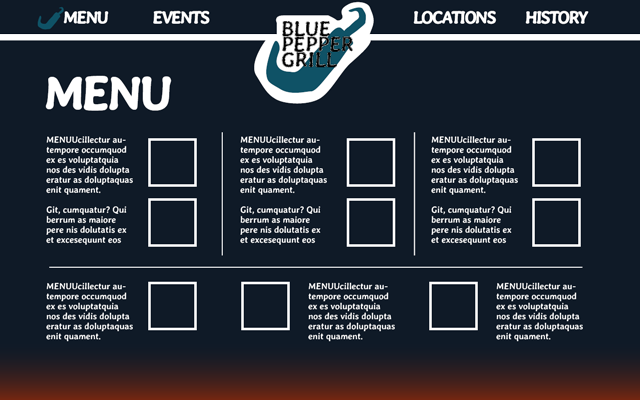 MENU
EVENTS
BLUE
PEPPER
GRILL
LOCATIONS
HISTORY
MENU
MENUUcillectur au-
tempore occumquod
ex es voluptatquia
nos des vidis dolupta
eratur as doluptaquas
enit quament.
Git, cumquatur? Qui
berrum as maiore
pere nis dolutatis ex
et excesequunt eos
MENUUcillectur au-
tempore occumquod
ex es voluptatquia
nos des vidis dolupta
eratur as doluptaquas
enit quament.
Git, cumquatur? Qui
berrum as maiore
pere nis dolutatis ex
et excesequunt eos
MENUUcillectur au-
tempore occumquod
ex es voluptatquia
nos des vidis dolupta
eratur as doluptaquas
enit quament.
Git, cumquatur? Qui
berrum as maiore
pere nis dolutatis ex
et excesequunt eos
MENUUcillectur au-
tempore occumquod
ex es voluptatquia
nos des vidis dolupta
eratur as doluptaquas
enit quament.
MENUUcillectur au-
tempore occumquod
ex es voluptatquia
nos des vidis dolupta
eratur as doluptaquas
enit quament.
MENUUcillectur au-
tempore occumquod
ex es voluptatquia
nos des vidis dolupta
eratur as doluptaquas
enit quament.